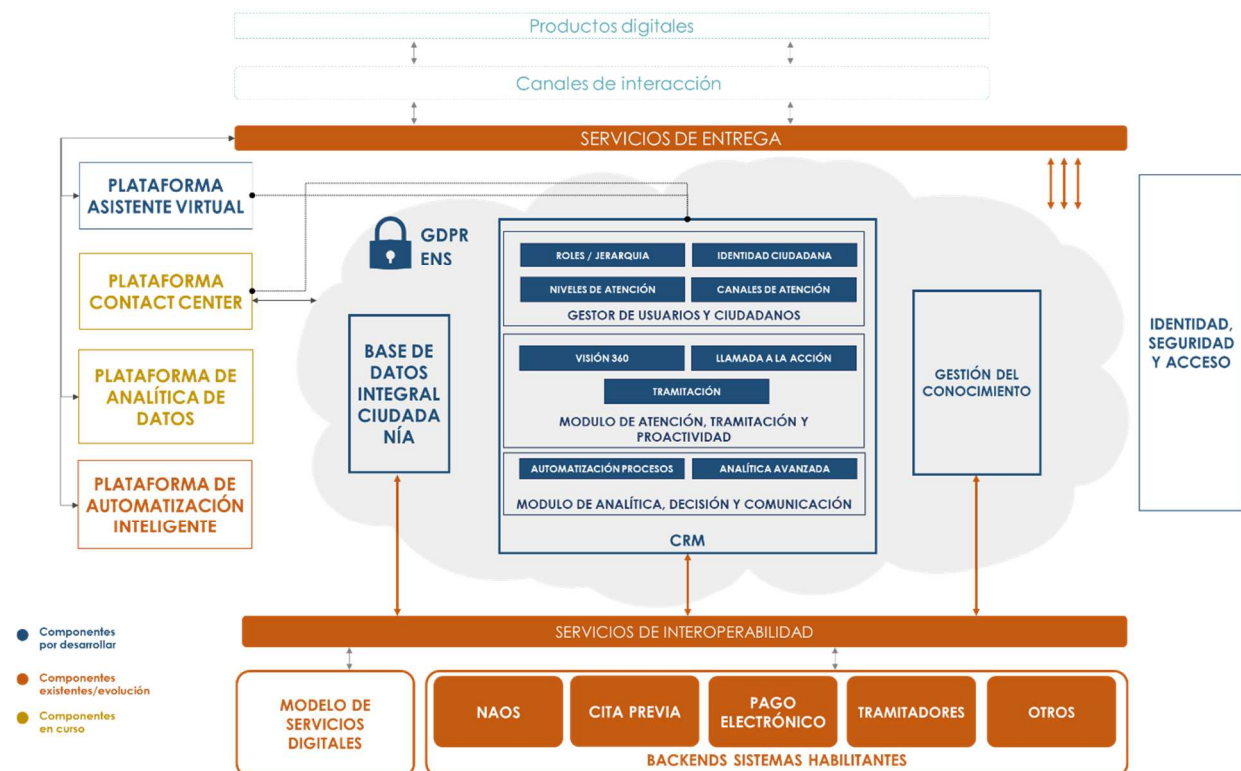 Productos digitales
Canales de interacción
SERVICIOS DE ENTREGA
PLATAFORMA
ASISTENTE VIRTUAL
PLATAFORMA
CONTACT CENTER
PLATAFORMA DE
ANALÍTICA DE
DATOS
PLATAFORMA DE
AUTOMATIZACIÓN
INTELIGENTE
GDPR
ENS
BASE DE
DATOS
INTEGRAL
CIUDADA
NÍA
ROLES / JERARQUIA
IDENTIDAD CIUDADANA
NIVELES DE ATENCIÓN
CANALES DE ATENCIÓN
GESTOR DE USUARIOS Y CIUDADANOS
VISIÓN 360
LLAMADA A LA ACCIÓN
TRAMITACIÓN
MODULO DE ATENCIÓN, TRAMITACIÓN Y
PROACTIVIDAD
AUTOMATIZACIÓN PROCESOS
ANALÍTICA AVANZADA
MODULO DE ANALÍTICA, DECISIÓN Y COMUNICACIÓN
CRM
GESTIÓN DEL
CONOCIMIENTO
IDENTIDAD,
SEGURIDAD
Y ACCESO
SERVICIOS DE INTEROPERABILIDAD
Componentes
por desarrollar
Componentes
existentes/evolución
Componentes
en curso
MODELO DE
SERVICIOS
DIGITALES
NAOS
CITA PREVIA
PAGO
ELECTRÓNICO
TRAMITADORES
OTROS
BACKENDS SISTEMAS HABILITANTES